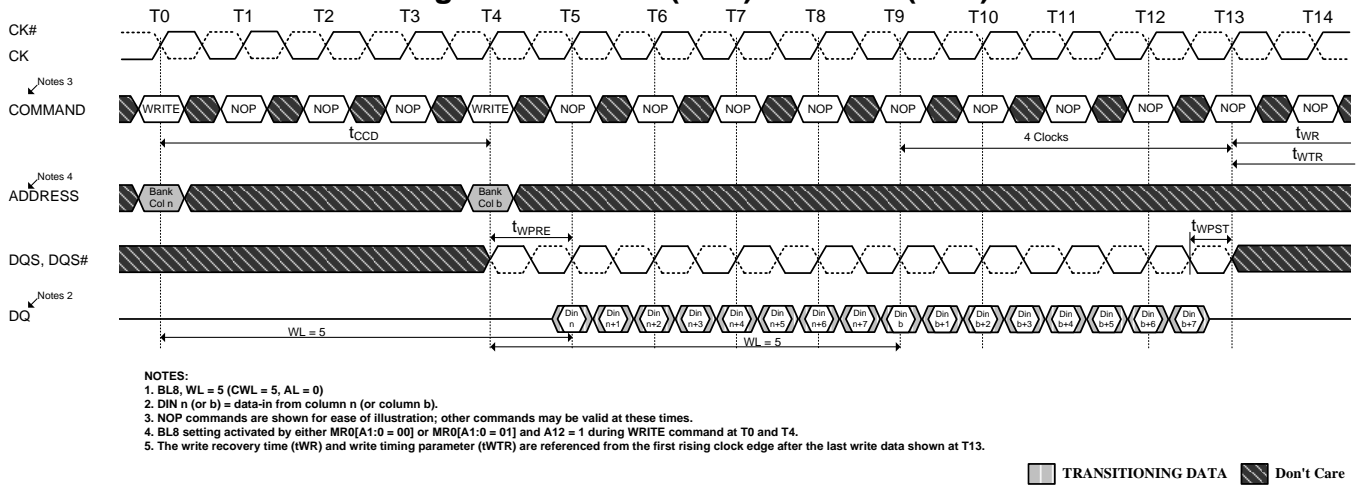 T0 T1 T2 T3 T4 T5 T6 T7 T8 T9 T10 T11 T12 T13 T14
CK#
CK
Notes 3
COMMAND WRITE NOP NOP NOP WRITE NOP NOP NOP NOP NOP NOP NOP NOP NOP NOP
tCCD 4 Clocks tWR
tWTR
Notes 4
ADDRESS Bank Col n Bank Col b
tWPRE tWPST
DQS, DQS#
Notes 2
DQ Din n Din n+1 Din n+2 Din n+3 Din n+4 Din n+5 Din n+6 Din n+7 Din b Din b+1 Din b+2 Din b+3 Din b+4 Din b+5 Din b+6 Din b+7
WL = 5 WL = 5
NOTES:
1. BL8, WL = 5 (CWL = 5, AL = 0)
2. DIN n (or b) = data-in from column n (or column b).
3. NOP commands are shown for ease of illustration; other commands may be valid at these times.
4. BL8 setting activated by either MR0[A1:0 = 00] or MR0[A1:0 = 01] and A12 = 1 during WRITE command at T0 and T4.
5. The write recovery time (tWR) and write timing parameter (tWTR) are referenced from the first rising clock edge after the last write data shown at T13.
TRANSITIONING DATA Don't Care